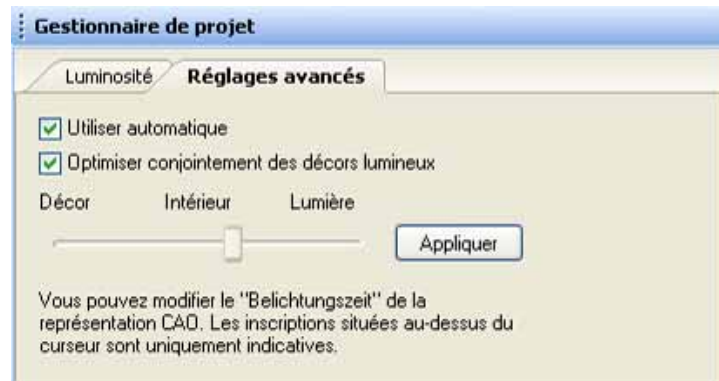 Gestionnaire de projet
Luminosité Réglages avancés
Utiliser automatique
Optimiser conjointement des décors lumineux
Décor Intérieur Lumière
Appliquer
Vous pouvez modifier le "Belichtungszeit" de la
représentation CAO. Les inscriptions situées au-dessus du
curseur sont uniquement indicatives.